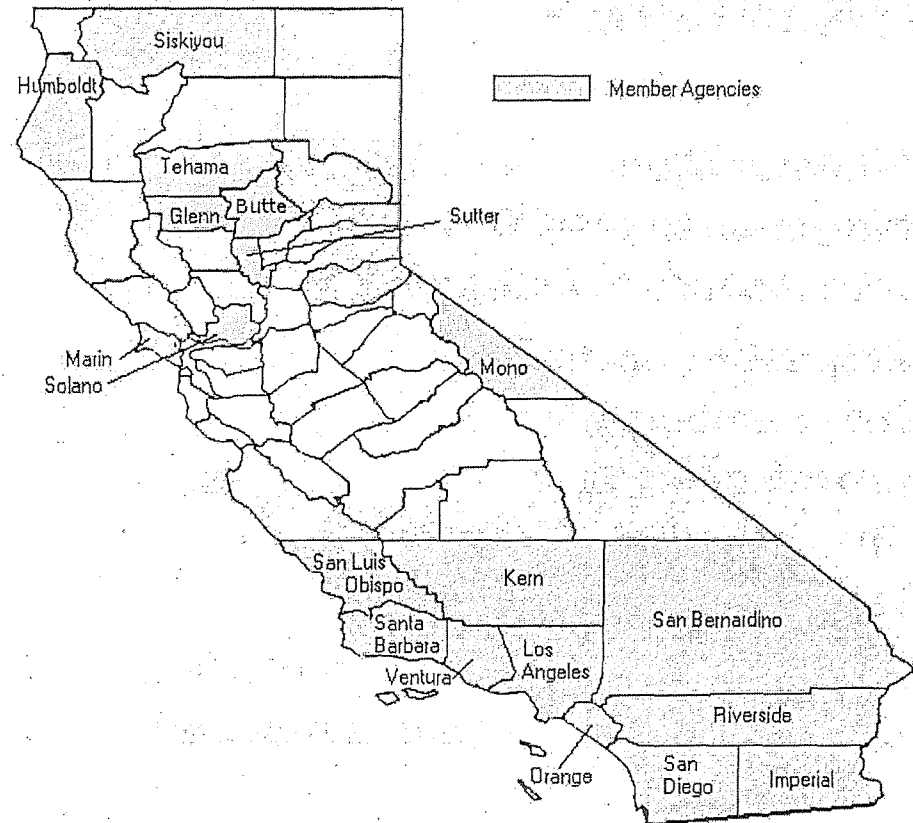 Siskiyou
Humboldt
Member Agencies
Tehama
Glenn
Butte
Sutter
Marin
Solano
Mono
San Luis
Obispo
Kern
San Bernardino
Santa
Barbara
Los
Angeles
Ventura
Riverside
Orange
San
Diego
Imperial